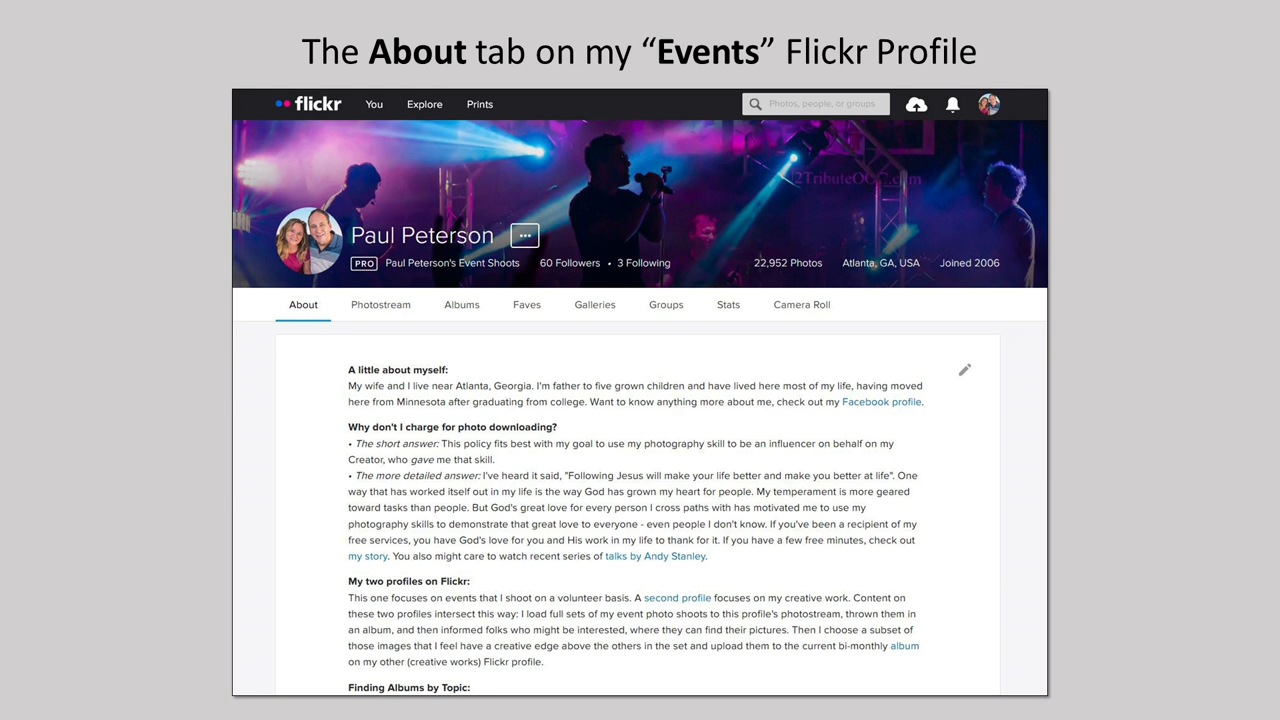 The About tab on my “Events” Flickr Profile
flickr You Explore Prints Photos, people, or groups
J2TributeOCC.com
Paul Peterson ...
PRO Paul Peterson's Event Shoots 60 Followers • 3 Following 22,952 Photos Atlanta, GA, USA Joined 2006
About Photostream Albums Faves Galleries Groups Stats Camera Roll
A little about myself:
My wife and I live near Atlanta, Georgia. I'm father to five grown children and have lived here most of my life, having moved
here from Minnesota after graduating from college. Want to know anything more about me, check out my Facebook profile.
Why don't I charge for photo downloading?
• The short answer: This policy fits best with my goal to use my photography skill to be an influencer on behalf on my
Creator, who gave me that skill.
• The more detailed answer: I've heard it said, "Following Jesus will make your life better and make you better at life". One
way that has worked itself out in my life is the way God has grown my heart for people. My temperament is more geared
toward tasks than people. But God's great love for every person I cross paths with has motivated me to use my
photography skills to demonstrate that great love to everyone - even people I don't know. If you've been a recipient of my
free services, you have God's love for you and His work in my life to thank for it. If you have a few free minutes, check out
my story. You also might care to watch recent series of talks by Andy Stanley.
My two profiles on Flickr:
This one focuses on events that I shoot on a volunteer basis. A second profile focuses on my creative work. Content on
these two profiles intersect this way: I load full sets of my event photo shoots to this profile's photostream, thrown them in
an album, and then informed folks who might be interested, where they can find their pictures. Then I choose a subset of
those images that I feel have a creative edge above the others in the set and upload them to the current bi-monthly album
on my other (creative works) Flickr profile.
Finding Albums by Topic: